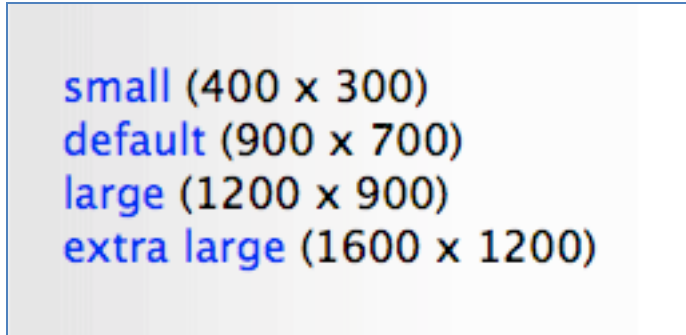 small (400 x 300)
default (900 x 700)
large (1200 x 900)
extra large (1600 x 1200)